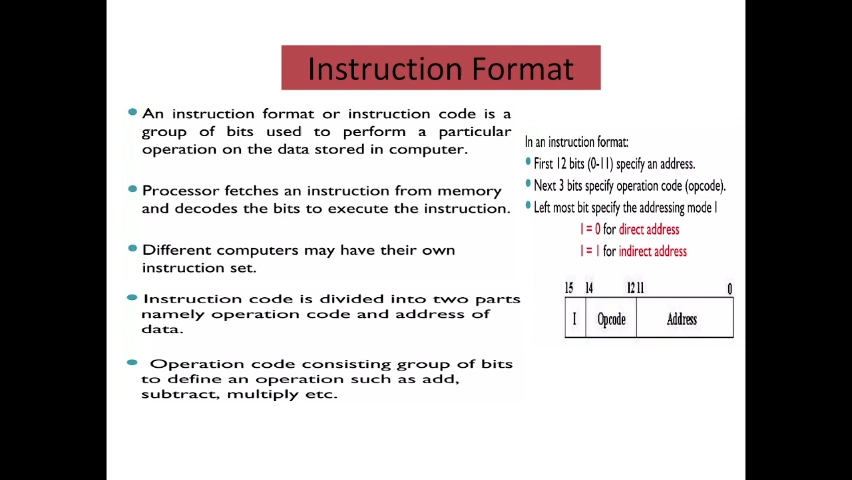 Instruction Format
An instruction format or instruction code is a
group of bits used to perform a particular
operation on the data stored in computer.
Processor fetches an instruction from memory
and decodes the bits to execute the instruction.
Different computers may have their own
instruction set.
Instruction code is divided into two parts
namely operation code and address of
data.
Operation code consisting group of bits
to define an operation such as add,
subtract, multiply etc.
In an instruction format:
First 12 bits (0-11) specify an address.
Next 3 bits specify operation code (opcode).
Left most bit specify the addressing mode I
I = 0 for direct address
I = 1 for indirect address
15 14 12 11 0
I Opcode Address